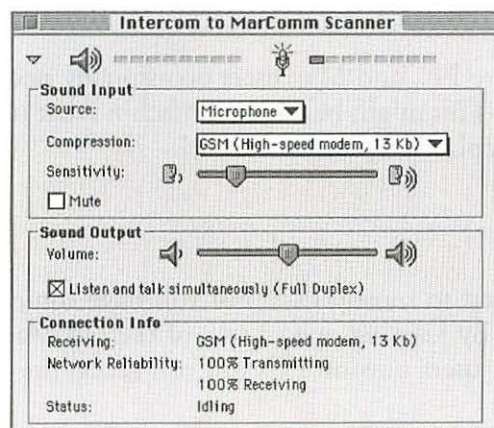 Intercom to MarComm Scanner
Sound Input
Source: Microphone
Compression: GSM (High-speed modem, 13 Kb)
Sensitivity:
Mute
Sound Output
Volume:
Listen and talk simultaneously (Full Duplex)
Connection Info
Receiving: GSM (High-speed modem, 13 Kb)
Network Reliability: 100% Transmitting
100% Receiving
Status: Idling